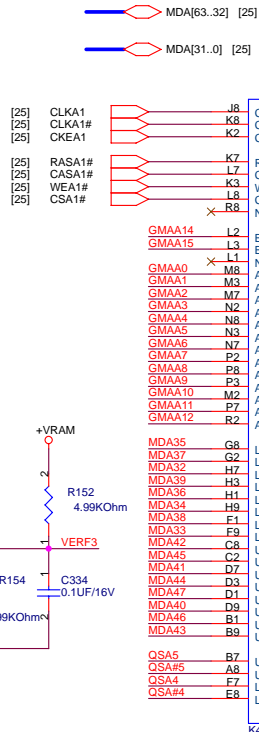 MDA[63..32] [25]
MDA[31..0] [25]
[25] CLKA1 J8
[25] CLKA1# K8
[25] CKEA1 K2
[25] RASA1# K7
[25] CASA1# L7
[25] WEA1# K3
[25] CSA1# L8
R8
GMAA14 L2
GMAA15 L3
L1
GMAA0 M8
GMAA1 M3
GMAA2 M7
GMAA3 N2
GMAA4 N8
GMAA5 N3
GMAA6 N7
GMAA7 P2
GMAA8 P8
GMAA9 P3
GMAA10 M2
GMAA11 P7
GMAA12 R2
+VRAM
MDA35 G8
MDA37 G2
MDA32 H7
MDA39 H3
MDA36 H1
MDA34 H9
MDA38 F1
MDA33 F9
MDA42 C8
MDA45 C2
MDA41 D7
MDA44 D3
MDA47 D1
MDA40 D9
MDA46 B1
MDA43 B9
2
R152
4.99KOhm
1
VERF3
1
R154
C334
0.1UF/16V
99KOhm
2
QSA5 B7
QSA#5 A8
QSA4 F7
QSA#4 E8